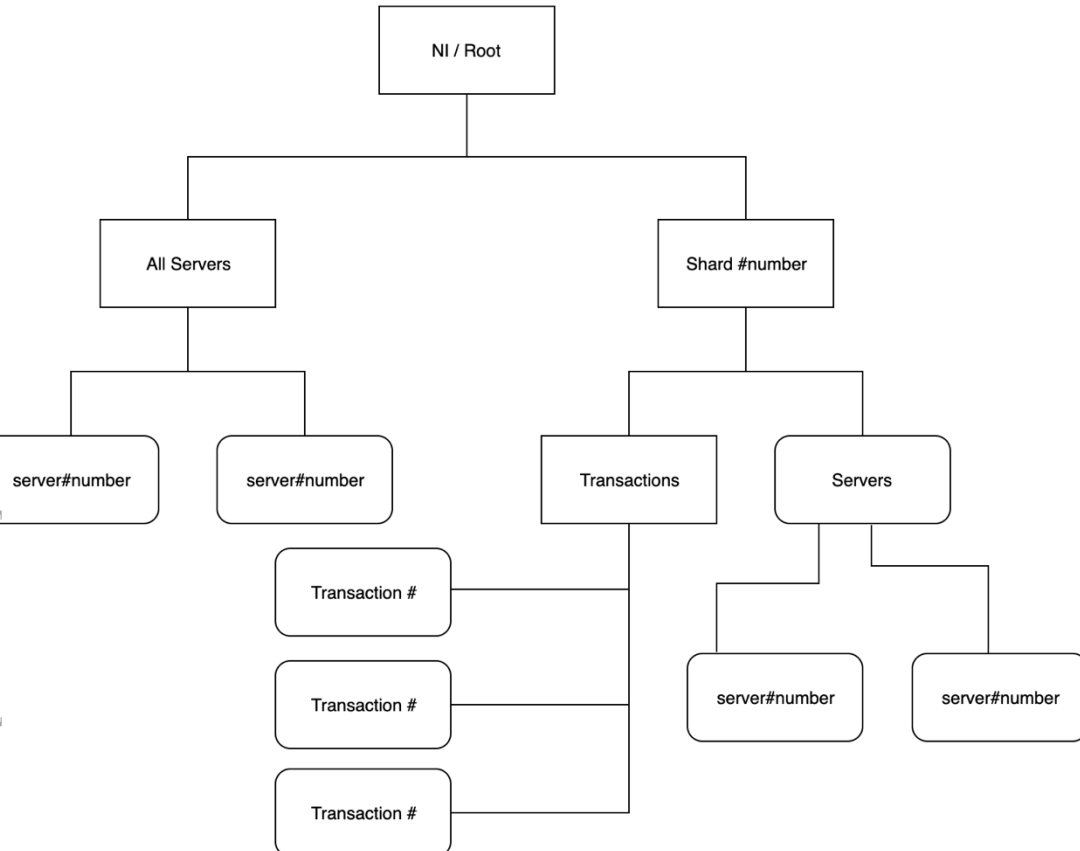 NI / Root
All Servers
Shard #number
server#number
server#number
Transactions
Servers
Transaction #
Transaction #
server#number
server#number
Transaction #